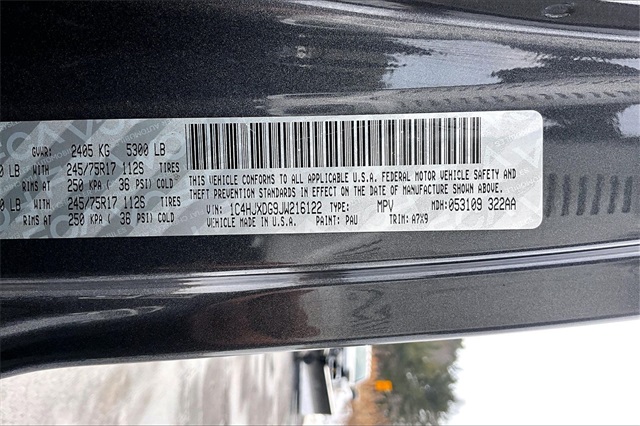 GVWR: 2405 KG 5300 LB
0 LB WITH 245/75R17 112S TIRES
RIMS AT 250 KPA ( 36 PSI) COLD
0 LB WITH 245/75R17 112S TIRES
RIMS AT 250 KPA ( 36 PSI) COLD
THIS VEHICLE CONFORMS TO ALL APPLICABLE U.S.A. FEDERAL MOTOR VEHICLE SAFETY AND
THEFT PREVENTION STANDARDS IN EFFECT ON THE DATE OF MANUFACTURE SHOWN ABOVE.
VIN: 1C4HJXDG9JW216122 TYPE: MPV MDH: 053109 322AA
VEHICLE MADE IN U.S.A. PAINT: PAU TRIM: A7X9